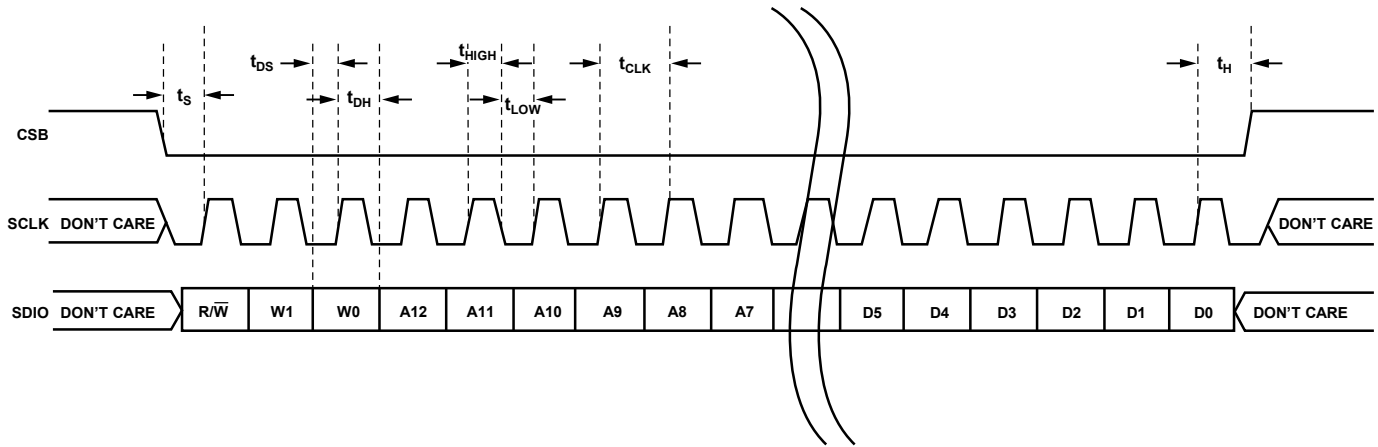 tDS
tHIGH
tCLK
tH
tS
tDH
tLOW
CSB
SCLK DON'T CARE
DON'T CARE
SDIO DON'T CARE
R/W̅
W1
W0
A12
A11
A10
A9
A8
A7
D5
D4
D3
D2
D1
D0
DON'T CARE